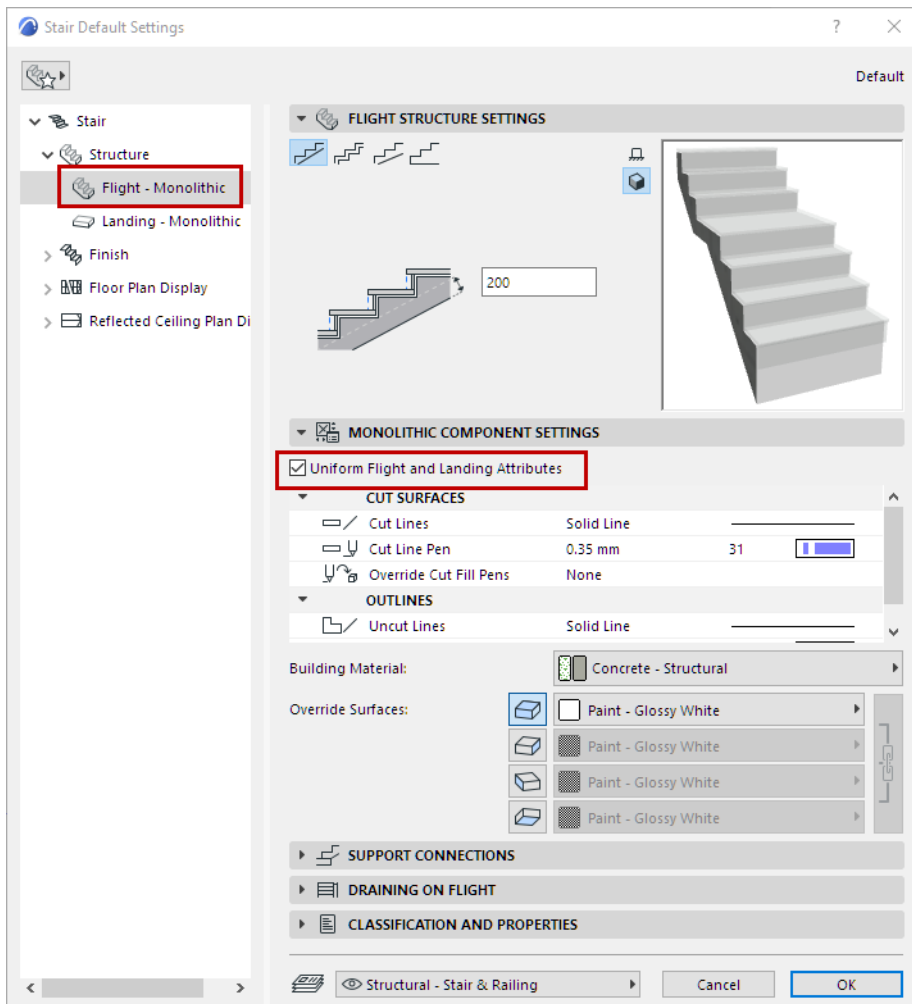 Stair Default Settings
?
Default
Stair
Structure
Flight - Monolithic
Landing - Monolithic
Finish
Floor Plan Display
Reflected Ceiling Plan Di
FLIGHT STRUCTURE SETTINGS
200
MONOLITHIC COMPONENT SETTINGS
Uniform Flight and Landing Attributes
CUT SURFACES
Cut Lines Solid Line
Cut Line Pen 0.35 mm 31
Override Cut Fill Pens None
OUTLINES
Uncut Lines Solid Line
Building Material: Concrete - Structural
Override Surfaces: Paint - Glossy White
Paint - Glossy White
Paint - Glossy White
Paint - Glossy White
SUPPORT CONNECTIONS
DRAINING ON FLIGHT
CLASSIFICATION AND PROPERTIES
Structural - Stair & Railing Cancel OK